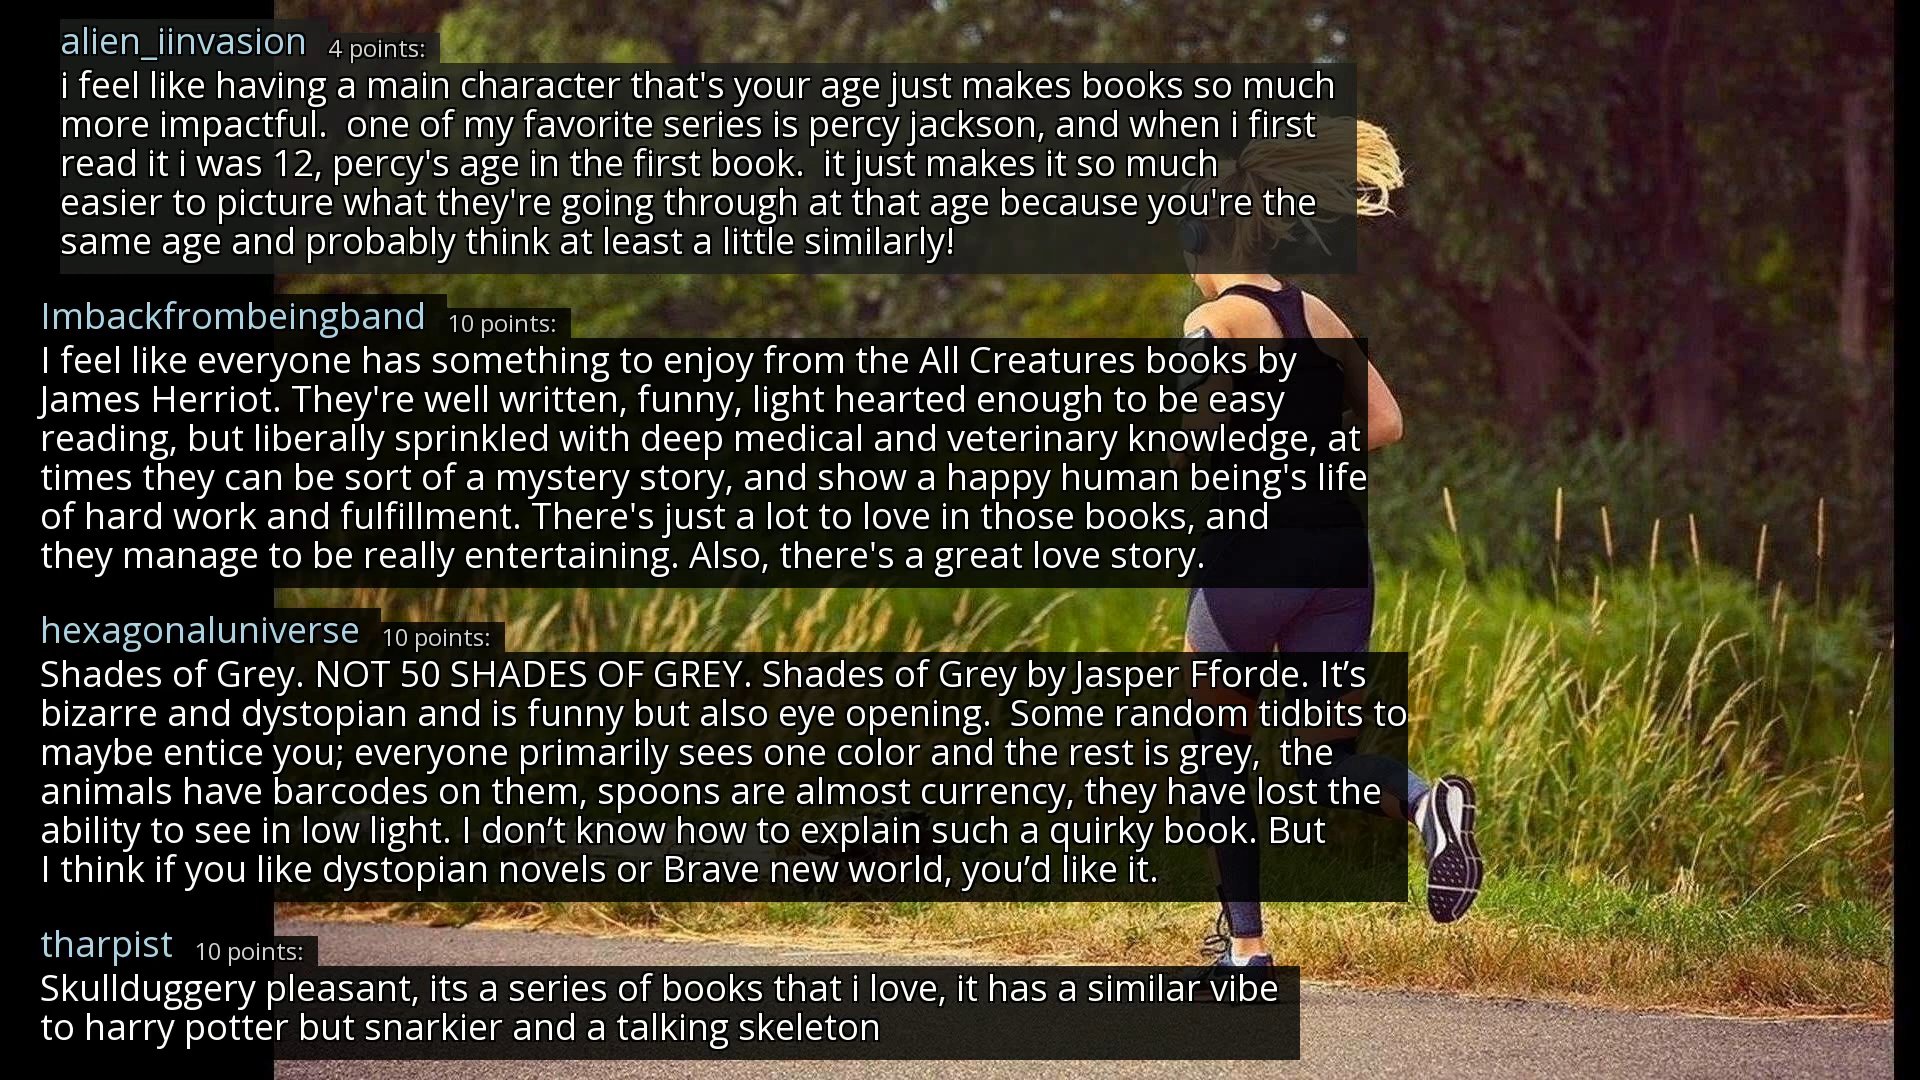 alien_iinvasion 4 points:
i feel like having a main character that's your age just makes books so much
more impactful.  one of my favorite series is percy jackson, and when i first
read it i was 12, percy's age in the first book.  it just makes it so much
easier to picture what they're going through at that age because you're the
same age and probably think at least a little similarly!
Imbackfrombeingband 10 points:
I feel like everyone has something to enjoy from the All Creatures books by
James Herriot. They're well written, funny, light hearted enough to be easy
reading, but liberally sprinkled with deep medical and veterinary knowledge, at
times they can be sort of a mystery story, and show a happy human being's life
of hard work and fulfillment. There's just a lot to love in those books, and
they manage to be really entertaining. Also, there's a great love story.
hexagonaluniverse 10 points:
Shades of Grey. NOT 50 SHADES OF GREY. Shades of Grey by Jasper Fforde. It’s
bizarre and dystopian and is funny but also eye opening.  Some random tidbits to
maybe entice you; everyone primarily sees one color and the rest is grey,  the
animals have barcodes on them, spoons are almost currency, they have lost the
ability to see in low light. I don’t know how to explain such a quirky book. But
I think if you like dystopian novels or Brave new world, you’d like it.
tharpist 10 points:
Skullduggery pleasant, its a series of books that i love, it has a similar vibe
to harry potter but snarkier and a talking skeleton